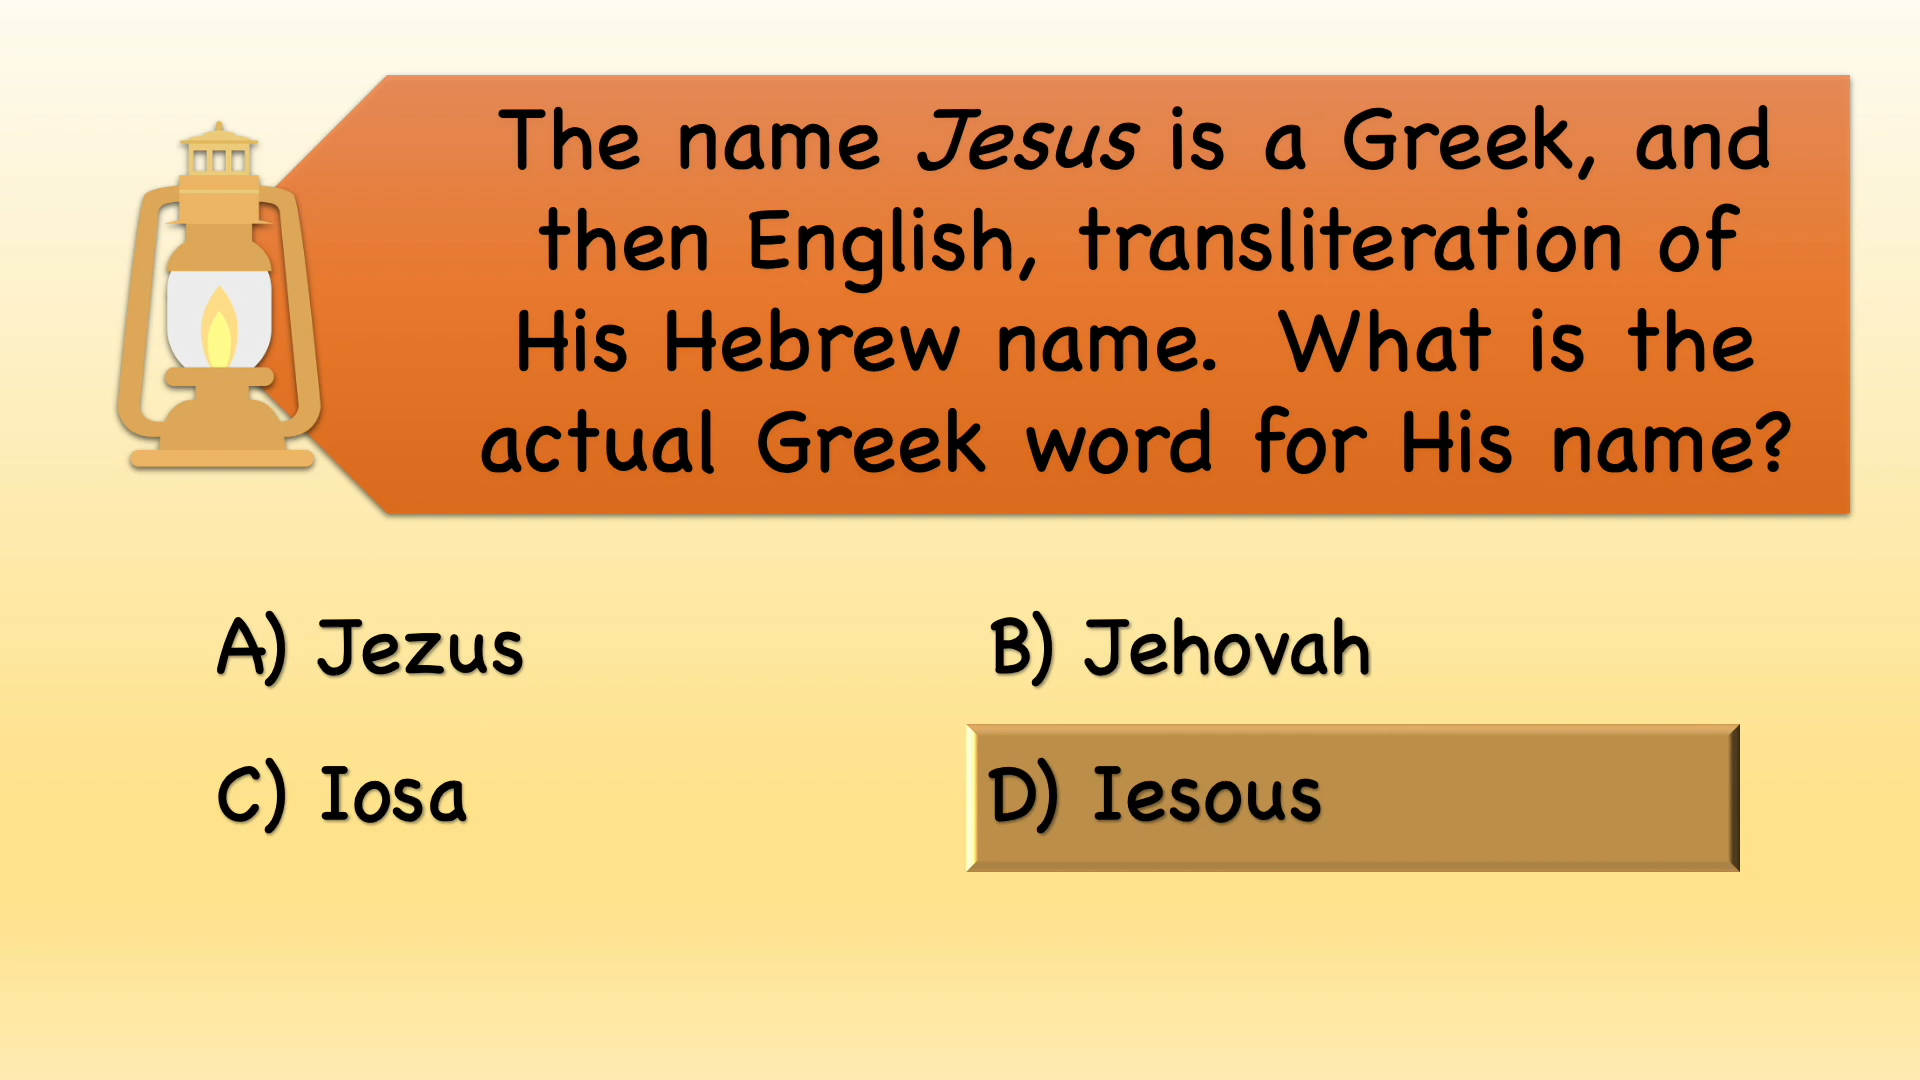 The name Jesus is a Greek, and
then English, transliteration of
His Hebrew name. What is the
actual Greek word for His name?
A) Jezus
B) Jehovah
C) Iosa
D) Iesous